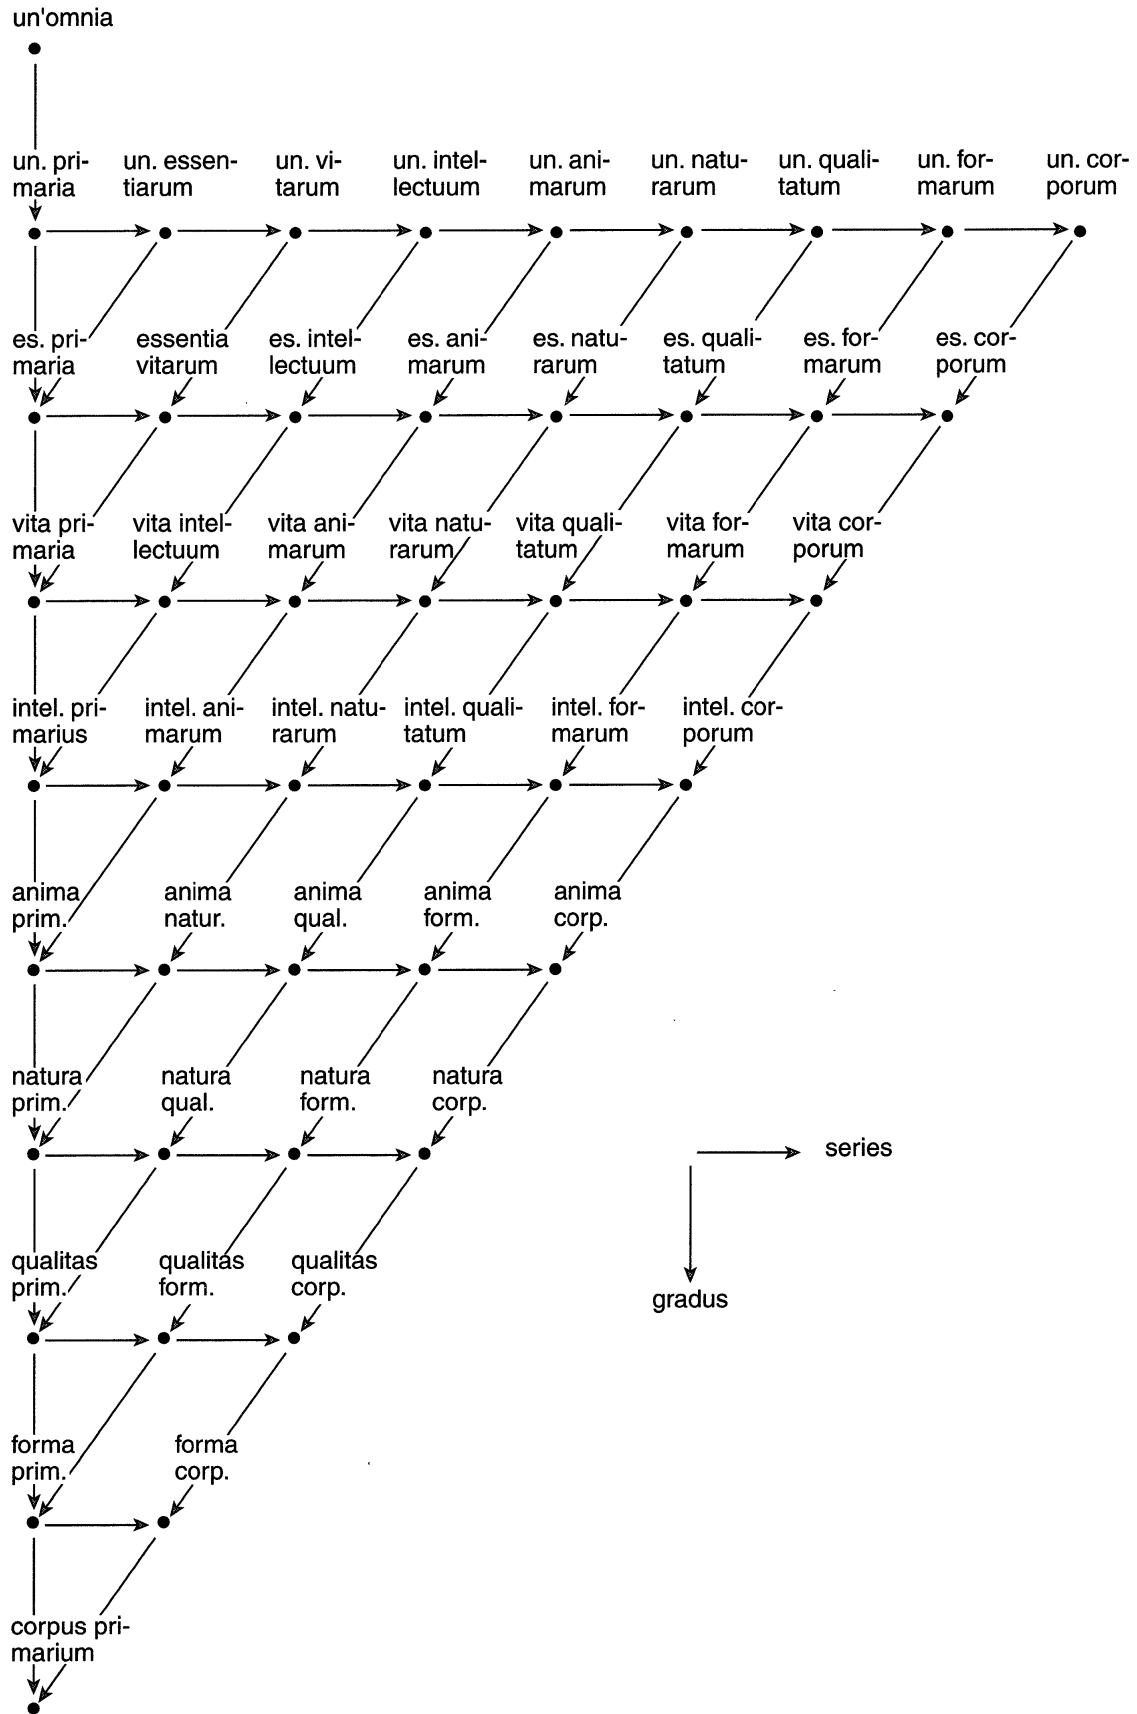 un'omnia
un. pri- un. essen- un. vi- un. intel- un. ani- un. natu- un. quali- un. for- un. cor-
maria tiarum tarum lectuum marum rarum tatum marum porum
es. pri- essentia es. intel- es. ani- es. natu- es. quali- es. for- es. cor-
maria vitarum lectuum marum rarum tatum marum porum
vita pri- vita intel- vita ani- vita natu- vita quali- vita for- vita cor-
maria lectuum marum rarum tatum marum porum
intel. pri- intel. ani- intel. natu- intel. quali- intel. for- intel. cor-
marius marum rarum tatum marum porum
anima anima anima anima anima
prim. natur. qual. form. corp.
natura natura natura natura
prim. qual. form. corp.
series
qualitas qualitas qualitas
prim. form. corp.
gradus
forma forma
prim. corp.
corpus pri-
marium